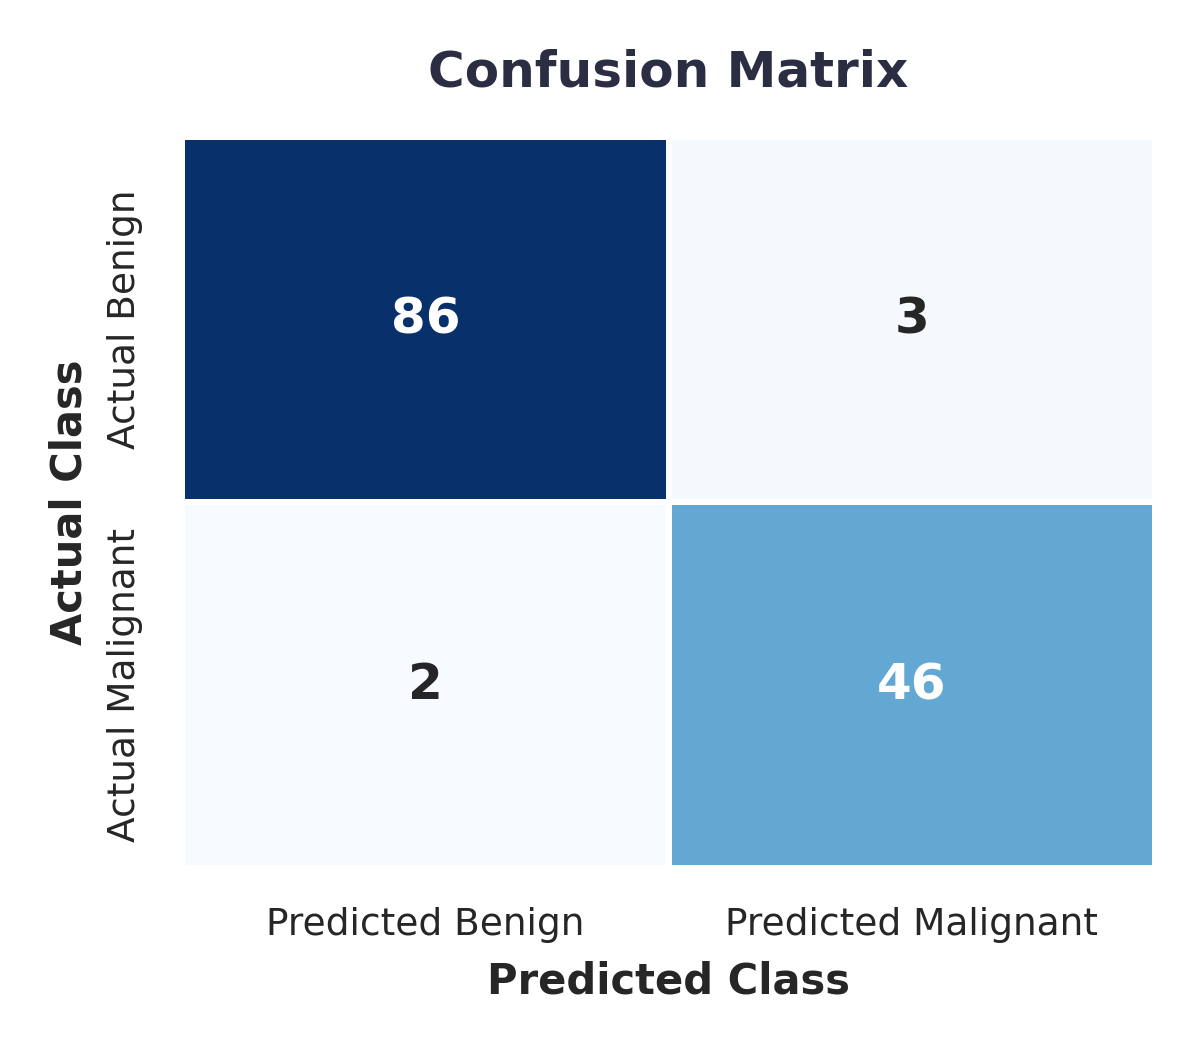 Confusion Matrix
Actual Class
Actual Benign
86
3
Actual Malignant
2
46
Predicted Benign
Predicted Malignant
Predicted Class